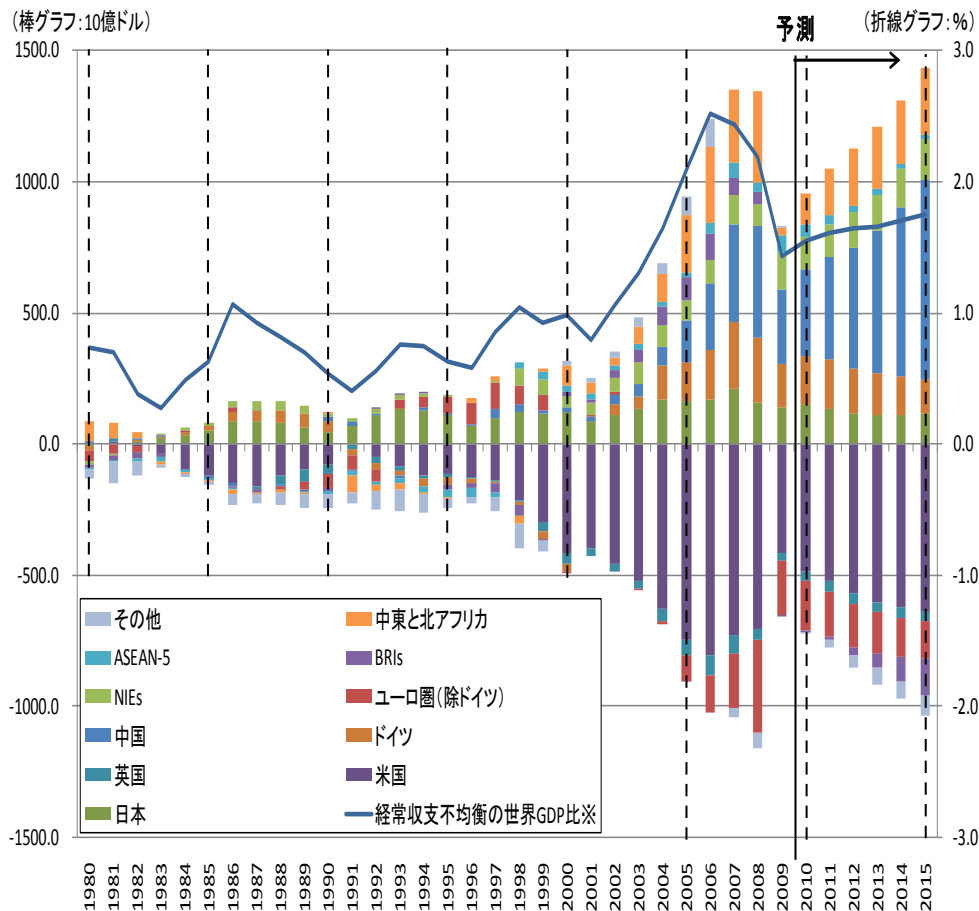 (棒グラフ:10億ドル) 予測 (折線グラフ:%)
1500.0 3.0
1000.0 2.0
500.0 1.0
0.0 0.0
-500.0 -1.0
-1000.0 -2.0
-1500.0 -3.0
その他 中東と北アフリカ
ASEAN-5 BRIs
NIEs ユーロ圏(除ドイツ)
中国 ドイツ
英国 米国
日本 経常収支不均衡の世界GDP比※
1980 1981 1982 1983 1984 1985 1986 1987 1988 1989 1990 1991 1992 1993 1994 1995 1996 1997 1998 1999 2000 2001 2002 2003 2004 2005 2006 2007 2008 2009 2010 2011 2012 2013 2014 2015